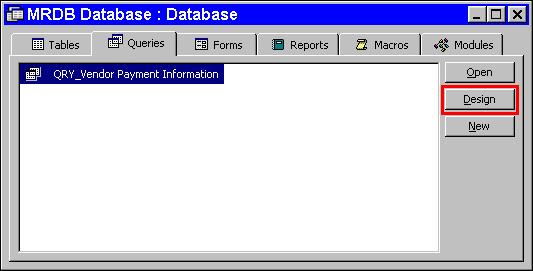 MRDB Database : Database
Tables Queries Forms Reports Macros Modules
QRY_Vendor Payment Information
Open
Design
New